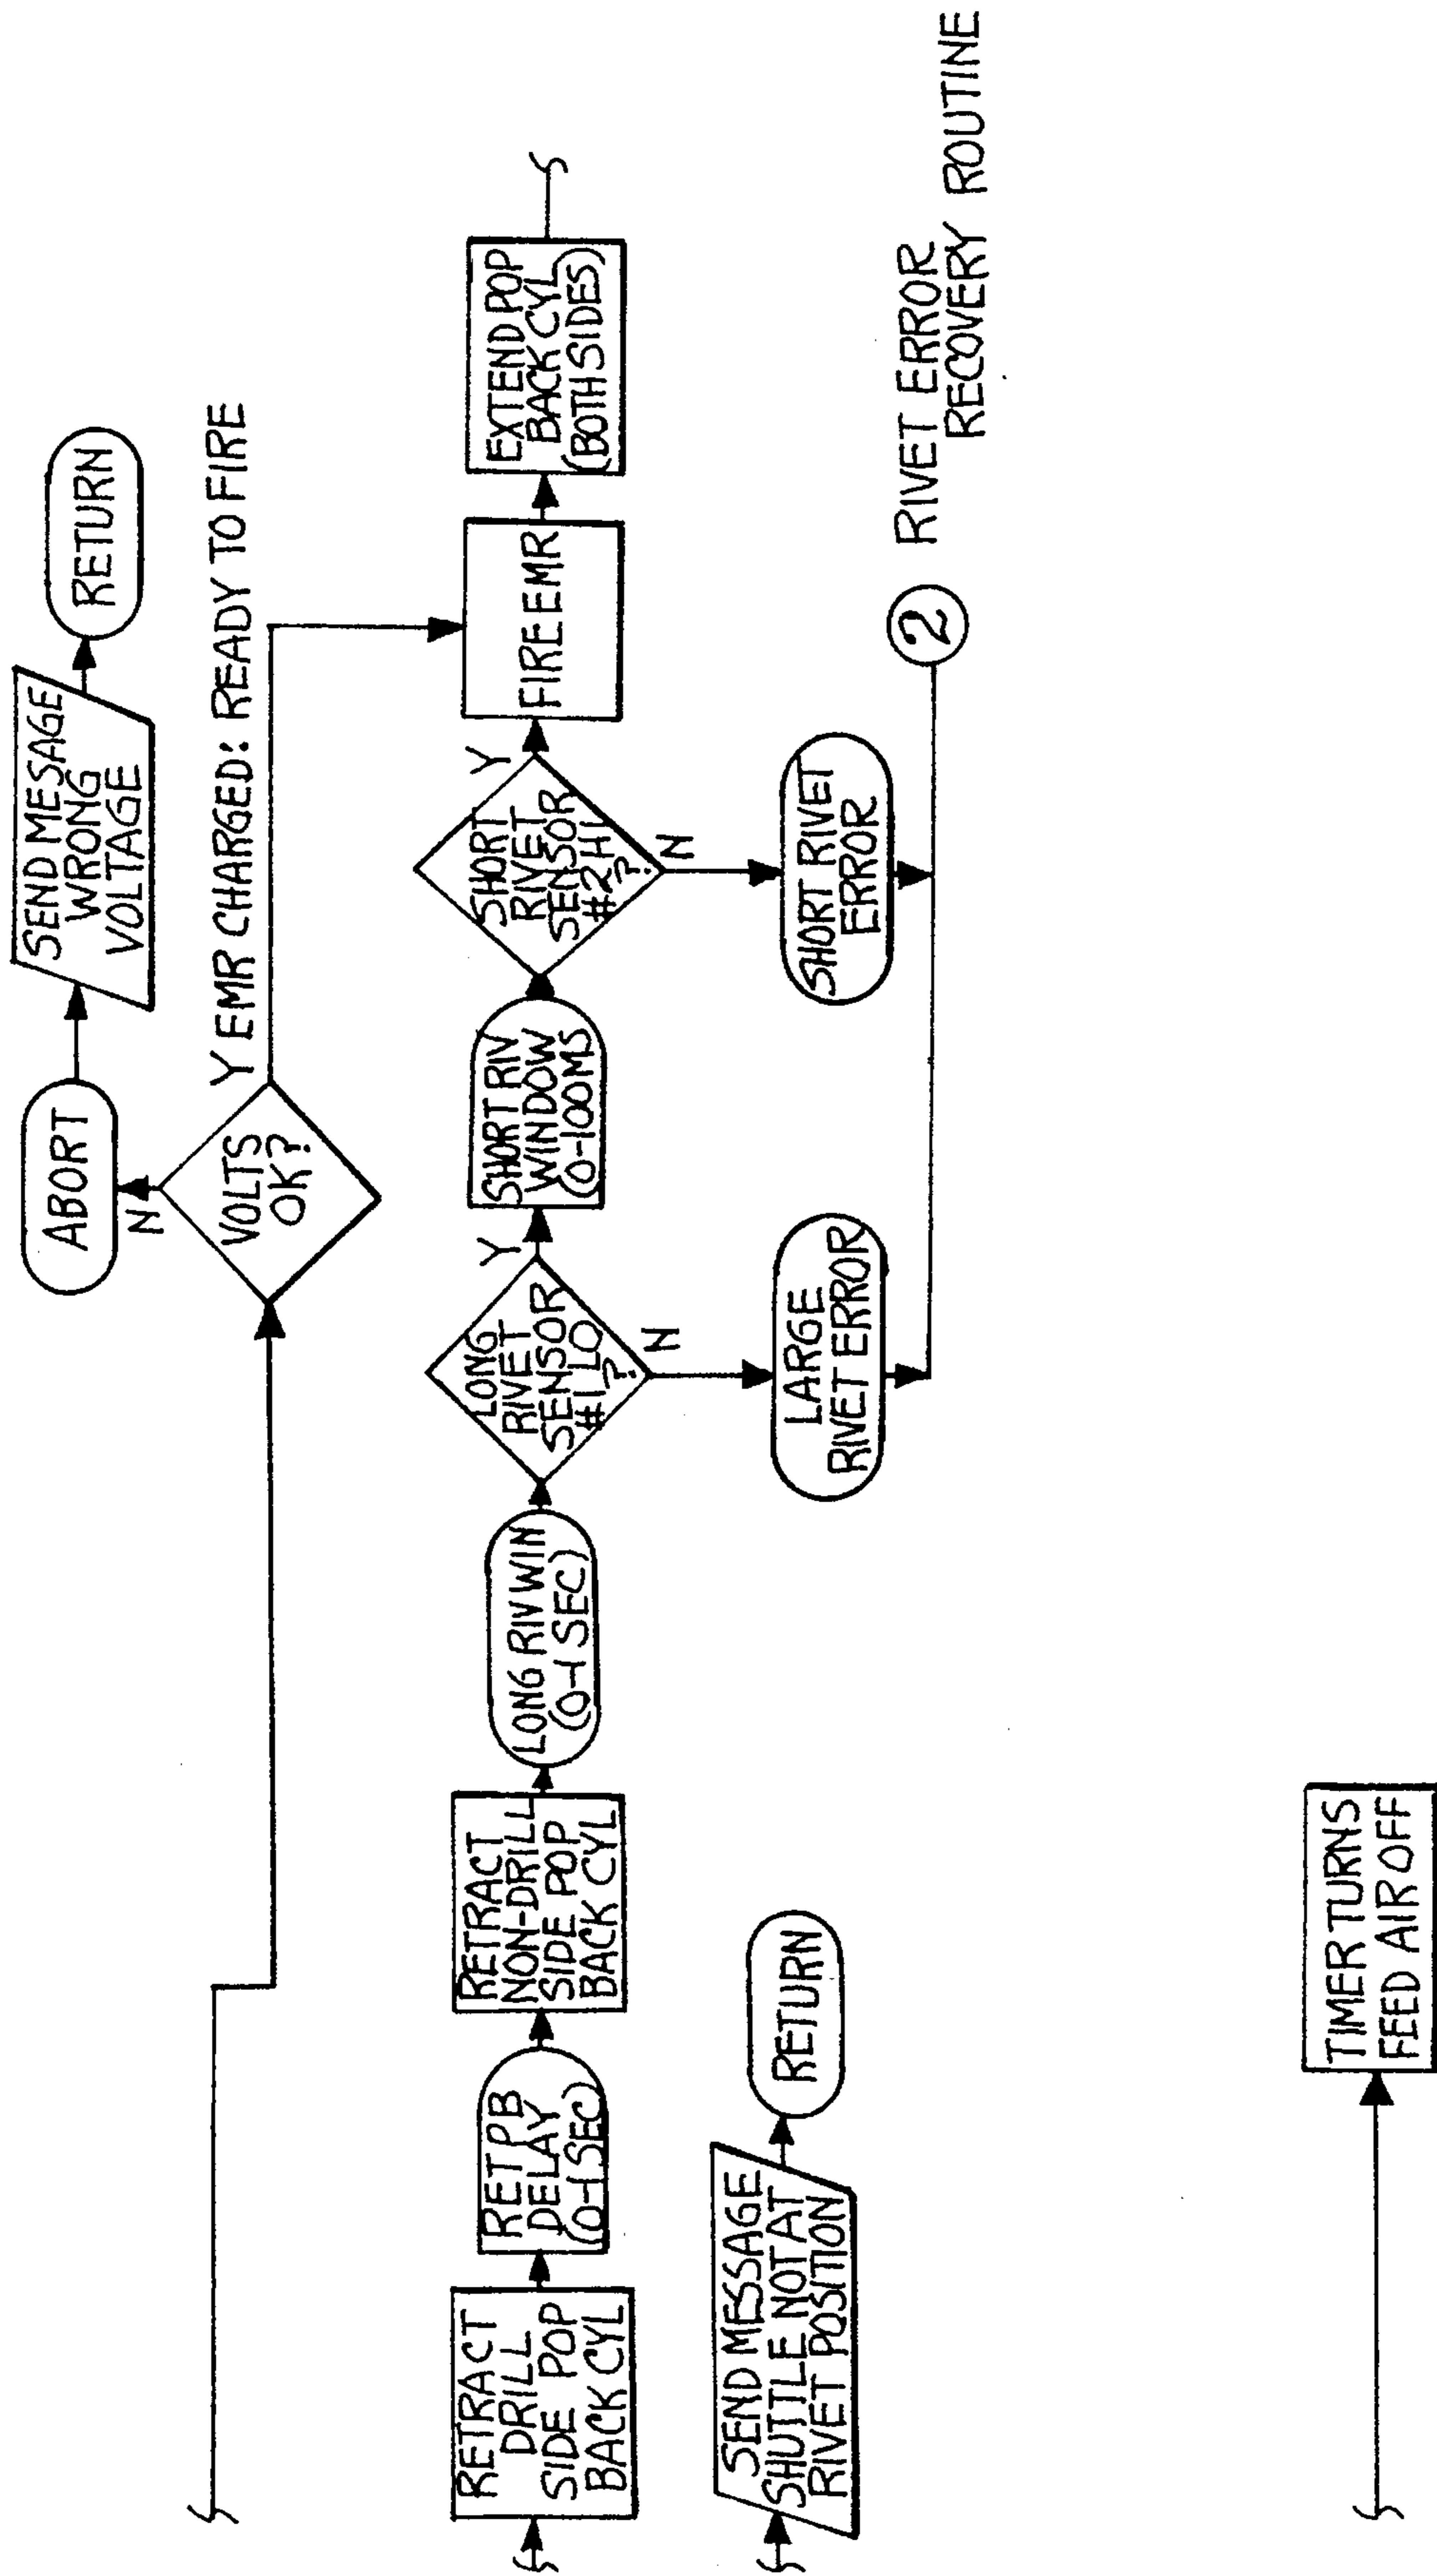 ABORT
SEND MESSAGE
WRONG
VOLTAGE
RETURN
N
VOLTS
OK?
Y EMR CHARGED: READY TO FIRE
RETRACT
DRILL
SIDE POP
BACK CYL
RET PB
DELAY
(0-1 SEC)
RETRACT
NON-DRILL
SIDE POP
BACK CYL
LONG RIV WIN
(0-1 SEC)
LONG
RIVET
SENSOR
#1 LO
?
Y
N
SHORT RIV
WINDOW
(0-100MS
SHORT
RIVET
SENSOR
#2 HI
?
Y
N
FIRE EMR
EXTEND POP
BACK CYL
(BOTH SIDES)
SEND MESSAGE
SHUTTLE NOT AT
RIVET POSITION
RETURN
LARGE
RIVET ERROR
SHORT RIVET
ERROR
2
RIVET ERROR
RECOVERY ROUTINE
TIMER TURNS
FEED AIR OFF